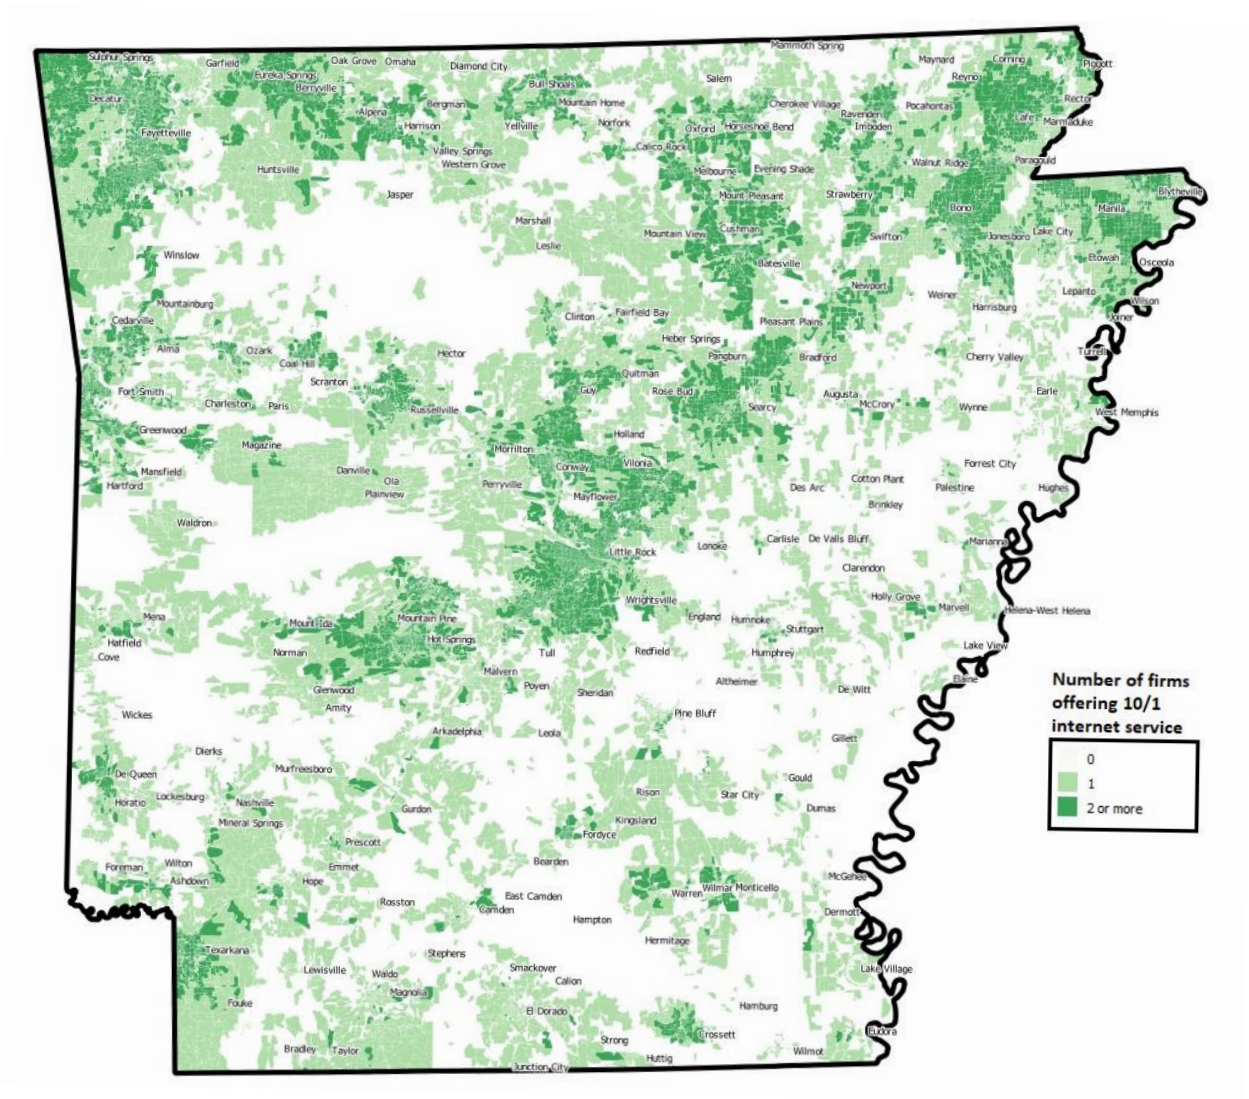 Mammoth Spring
Sulphur Springs
Garfield
Oak Grove
Omaha
Diamond City
Maynard
Corning
Piggott
Eureka Springs
Berryville
Bull Shoals
Salem
Reyno
Rector
Decatur
Alpena
Bergman
Mountain Home
Cherokee Village
Ravenden
Pocahontas
Lafe
Marmaduke
Fayetteville
Harrison
Yellville
Norfork
Oxford
Horseshoe Bend
Imboden
Valley Springs
Calico Rock
Western Grove
Huntsville
Melbourne
Evening Shade
Walnut Ridge
Paragould
Jasper
Mount Pleasant
Strawberry
Bono
Manila
Blytheville
Marshall
Leslie
Mountain View
Cushman
Swifton
Jonesboro
Lake City
Winslow
Batesville
Etowah
Osceola
Mountainburg
Newport
Weiner
Harrisburg
Lepanto
Wilson
Cedarville
Clinton
Fairfield Bay
Pleasant Plains
Joiner
Alma
Ozark
Coal Hill
Hector
Heber Springs
Pangburn
Bradford
Cherry Valley
Turrell
Scranton
Quitman
Fort Smith
Charleston
Paris
Russellville
Guy
Rose Bud
Searcy
Augusta
McCrory
Wynne
Earle
West Memphis
Greenwood
Magazine
Morrilton
Holland
Mansfield
Hartford
Danville
Ola
Plainview
Perryville
Conway
Vilonia
Mayflower
Des Arc
Cotton Plant
Brinkley
Forrest City
Palestine
Hughes
Waldron
Little Rock
Lonoke
Carlisle
De Valls Bluff
Marianna
Clarendon
Mena
Mount Ida
Mountain Pine
Wrightsville
England
Humnoke
Stuttgart
Holly Grove
Marvell
Helena-West Helena
Hatfield
Cove
Norman
Hot Springs
Tull
Redfield
Humphrey
Lake View
Malvern
Elaine
Glenwood
Amity
Poyen
Sheridan
Altheimer
De Witt
Wickes
Arkadelphia
Leola
Pine Bluff
Gillett
Dierks
De Queen
Murfreesboro
Gould
Horatio
Lockesburg
Nashville
Gurdon
Rison
Star City
Dumas
Mineral Springs
Kingsland
Prescott
Fordyce
Foreman
Wilton
Ashdown
Emmet
Hope
Bearden
McGehee
Rosston
East Camden
Camden
Warren
Wilmar
Monticello
Hampton
Dermott
Texarkana
Stephens
Hermitage
Lewisville
Waldo
Smackover
Calion
Lake Village
Fouke
Magnolia
El Dorado
Hamburg
Bradley
Taylor
Strong
Crossett
Eudora
Junction City
Huttig
Wilmot
Number of firms
offering 10/1
internet service
0
1
2 or more